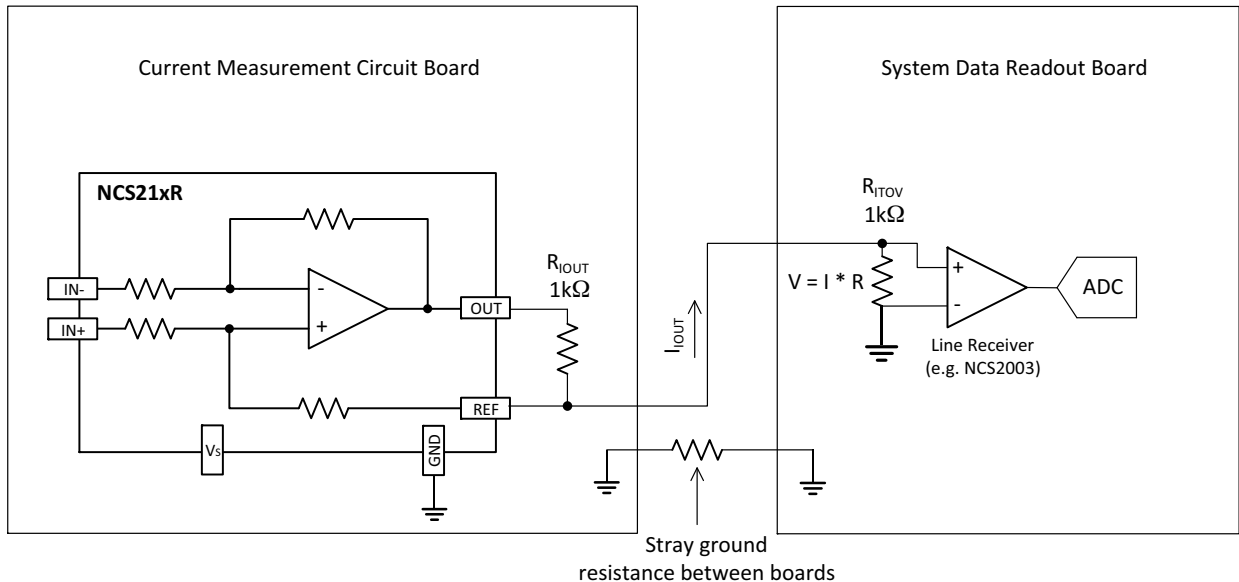 Current Measurement Circuit Board
System Data Readout Board
NCS21xR
IN-
IN+
-
+
OUT
REF
Vs
GND
RIOUT
1kΩ
IIOUT
RITOV
1kΩ
V = I * R
+
-
ADC
Line Receiver
(e.g. NCS2003)
Stray ground
resistance between boards